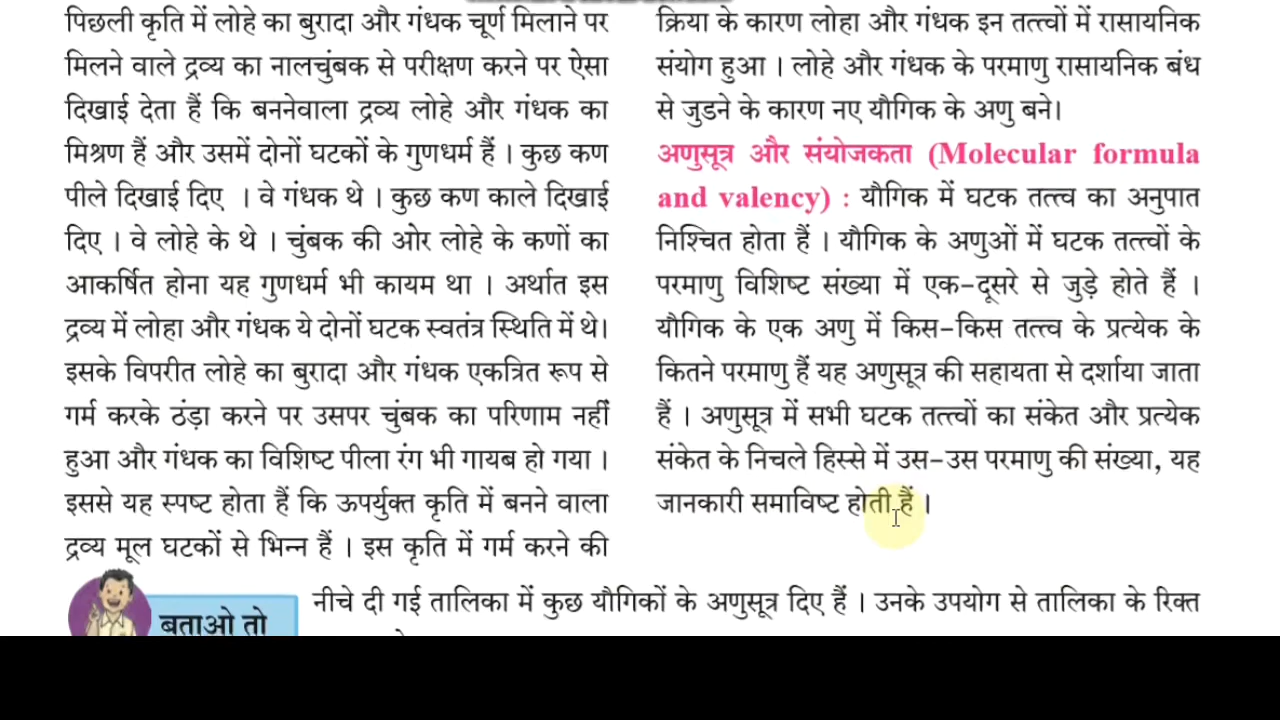 पिछली कृति में लोहे का बुरादा और गंधक चूर्ण मिलाने पर
मिलने वाले द्रव्य का नालचुंबक से परीक्षण करने पर ऐसा
दिखाई देता हैं कि बननेवाला द्रव्य लोहे और गंधक का
मिश्रण हैं और उसमें दोनों घटकों के गुणधर्म हैं । कुछ कण
पीले दिखाई दिए । वे गंधक थे । कुछ कण काले दिखाई
दिए । वे लोहे के थे । चुंबक की ओर लोहे के कणों का
आकर्षित होना यह गुणधर्म भी कायम था । अर्थात इस
द्रव्य में लोहा और गंधक ये दोनों घटक स्वतंत्र स्थिति में थे।
इसके विपरीत लोहे का बुरादा और गंधक एकत्रित रूप से
गर्म करके ठंड़ा करने पर उसपर चुंबक का परिणाम नहीं
हुआ और गंधक का विशिष्ट पीला रंग भी गायब हो गया ।
इससे यह स्पष्ट होता हैं कि ऊपर्युक्त कृति में बनने वाला
द्रव्य मूल घटकों से भिन्न हैं । इस कृति में गर्म करने की
क्रिया के कारण लोहा और गंधक इन तत्त्वों में रासायनिक
संयोग हुआ । लोहे और गंधक के परमाणु रासायनिक बंध
से जुडने के कारण नए यौगिक के अणु बने।
अणुसूत्र और संयोजकता (Molecular formula
and valency) : यौगिक में घटक तत्त्व का अनुपात
निश्चित होता हैं । यौगिक के अणुओं में घटक तत्त्वों के
परमाणु विशिष्ट संख्या में एक-दूसरे से जुड़े होते हैं ।
यौगिक के एक अणु में किस-किस तत्त्व के प्रत्येक के
कितने परमाणु हैं यह अणुसूत्र की सहायता से दर्शाया जाता
हैं । अणुसूत्र में सभी घटक तत्त्वों का संकेत और प्रत्येक
संकेत के निचले हिस्से में उस-उस परमाणु की संख्या, यह
जानकारी समाविष्ट होती हैं ।
बताओ तो
नीचे दी गई तालिका में कुछ यौगिकों के अणुसूत्र दिए हैं । उनके उपयोग से तालिका के रिक्त